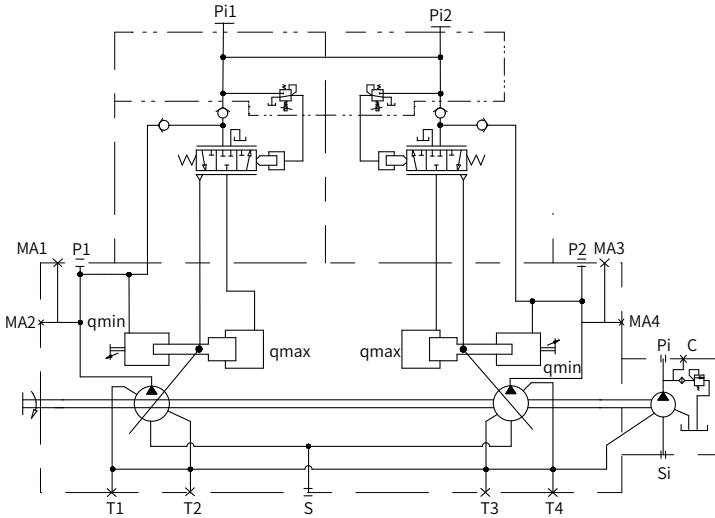 Pi1
Pi2
MA1
P1
P2
MA3
MA2
qmin
MA4
qmax
qmax
qmin
Pi
C
Si
T1
T2
S
T3
T4